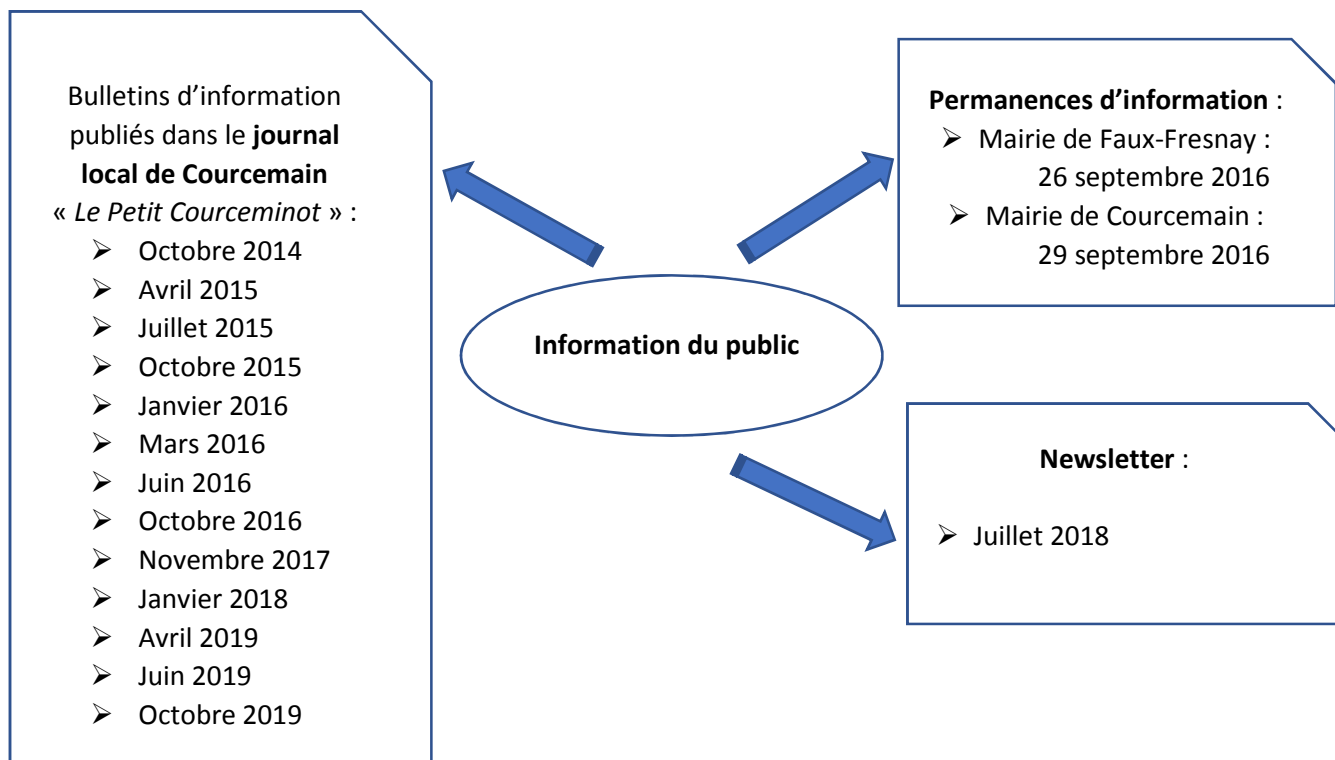 Bulletins d’information
publiés dans le journal
local de Courcemain
« Le Petit Courceminot » :
➢ Octobre 2014
➢ Avril 2015
➢ Juillet 2015
➢ Octobre 2015
➢ Janvier 2016
➢ Mars 2016
➢ Juin 2016
➢ Octobre 2016
➢ Novembre 2017
➢ Janvier 2018
➢ Avril 2019
➢ Juin 2019
➢ Octobre 2019
Information du public
Permanences d’information :
➢ Mairie de Faux-Fresnay :
26 septembre 2016
➢ Mairie de Courcemain :
29 septembre 2016
Newsletter :
➢ Juillet 2018